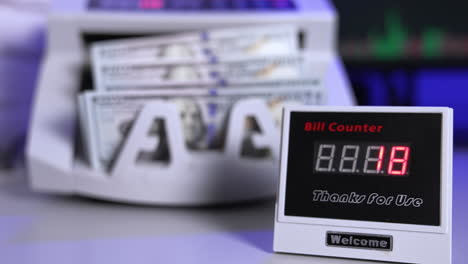 Bill Counter
18
Thanks For Use
Welcome